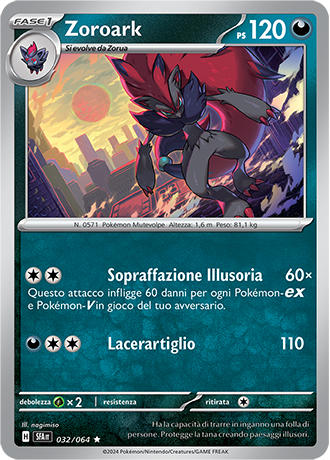 FASE 1
Zoroark
PS 120
Si evolve da Zorua
N. 0571 Pokémon Mutevolpe Altezza: 1,6 m Peso: 81,1 kg
Sopraffazione Illusoria 60×
Questo attacco infligge 60 danni per ogni Pokémon-ex
e Pokémon-V in gioco del tuo avversario.
Lacerartiglio 110
debolezza ×2 resistenza ritirata
Ill. nagimiso
H SFA IT 032/064 ★
Ha la capacità di trarre in inganno una folla di
persone. Protegge la tana creando paesaggi illusori.
©2024 Pokémon/Nintendo/Creatures/GAME FREAK